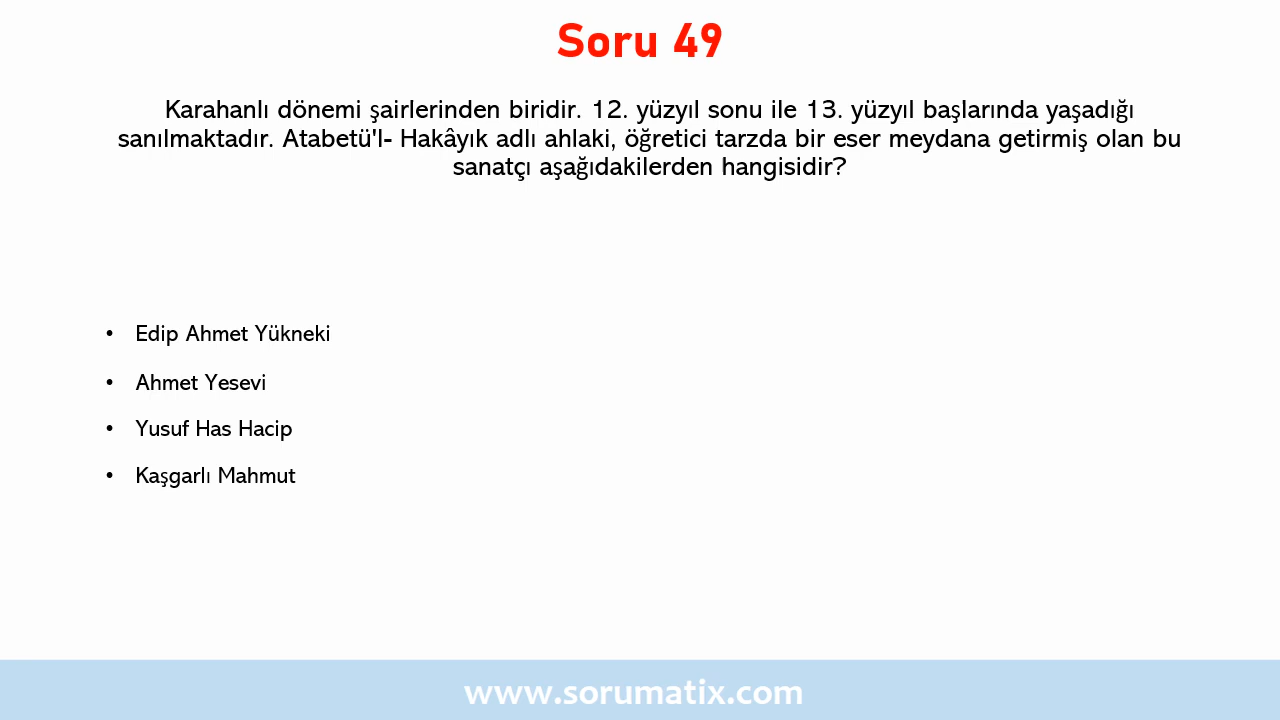 Soru 49
Karahanlı dönemi şairlerinden biridir. 12. yüzyıl sonu ile 13. yüzyıl başlarında yaşadığı
sanılmaktadır. Atabetü'l- Hakâyık adlı ahlaki, öğretici tarzda bir eser meydana getirmiş olan bu
sanatçı aşağıdakilerden hangisidir?
• Edip Ahmet Yükneki
• Ahmet Yesevi
• Yusuf Has Hacip
• Kaşgarlı Mahmut
www.sorumatix.com